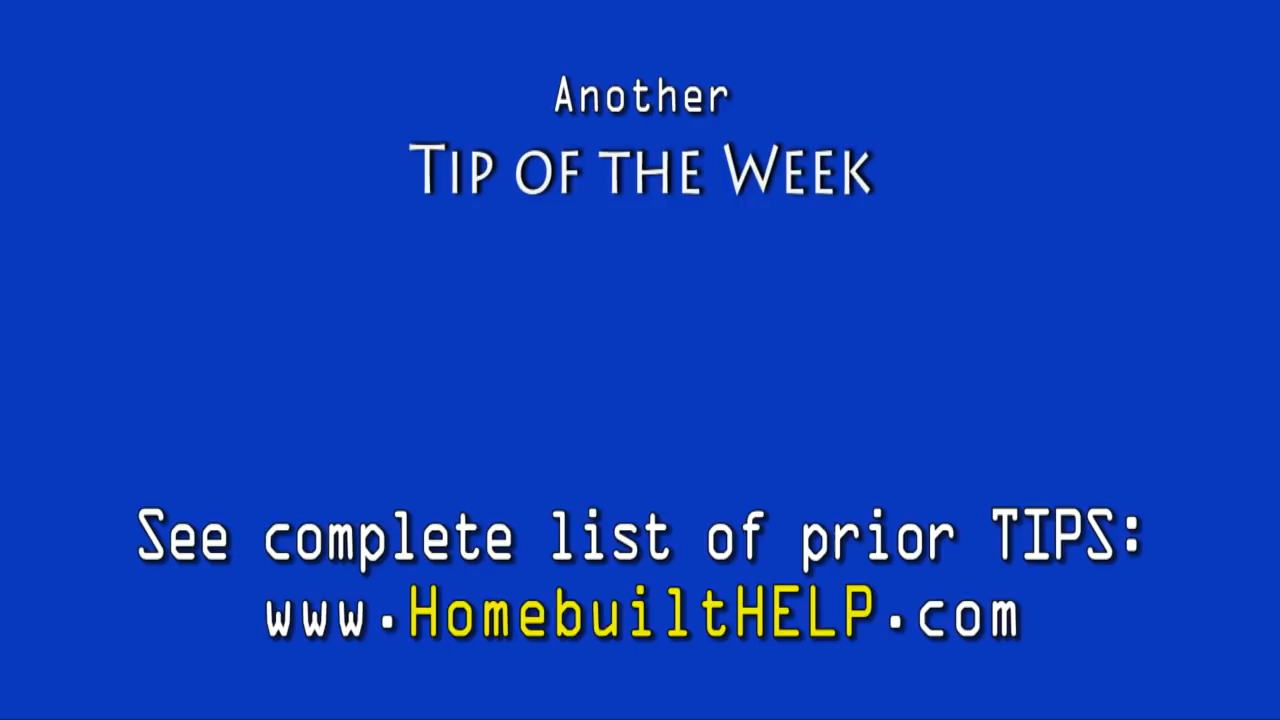 Another
Tip of the Week
See complete list of prior TIPS:
www.HomebuiltHELP.com